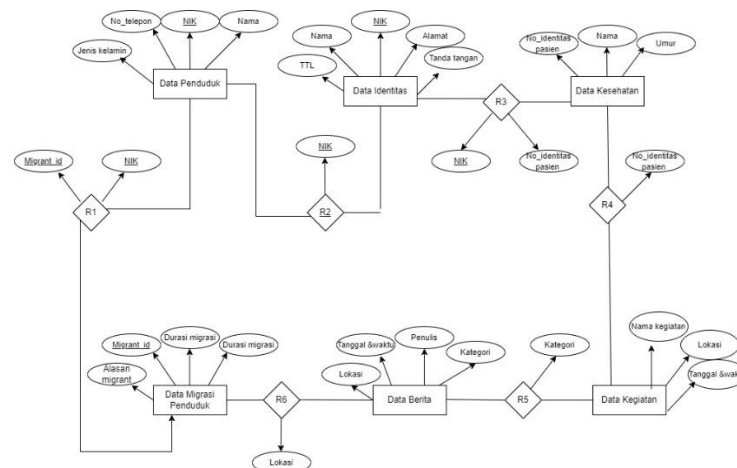 No_telepon
NIK
Nama
Jenis kelamin
Data Penduduk
NIK
Nama
Alamat
TTL
Tanda tangan
Data Identitas
No_identitas
pasien
Nama
Umur
Data Kesehatan
R3
NIK
No_identitas
pasien
Migrant_id
NIK
R1
NIK
R2
No_identitas
pasien
R4
Migrant_id
Durasi migrasi
Durasi migrasi
Alasan
migrant
Data Migrasi
Penduduk
R6
Lokasi
Tanggal &waktu
Penulis
Kategori
Lokasi
Data Berita
Kategori
R5
Nama kegiatan
Lokasi
Tanggal &wak
Data Kegiatan